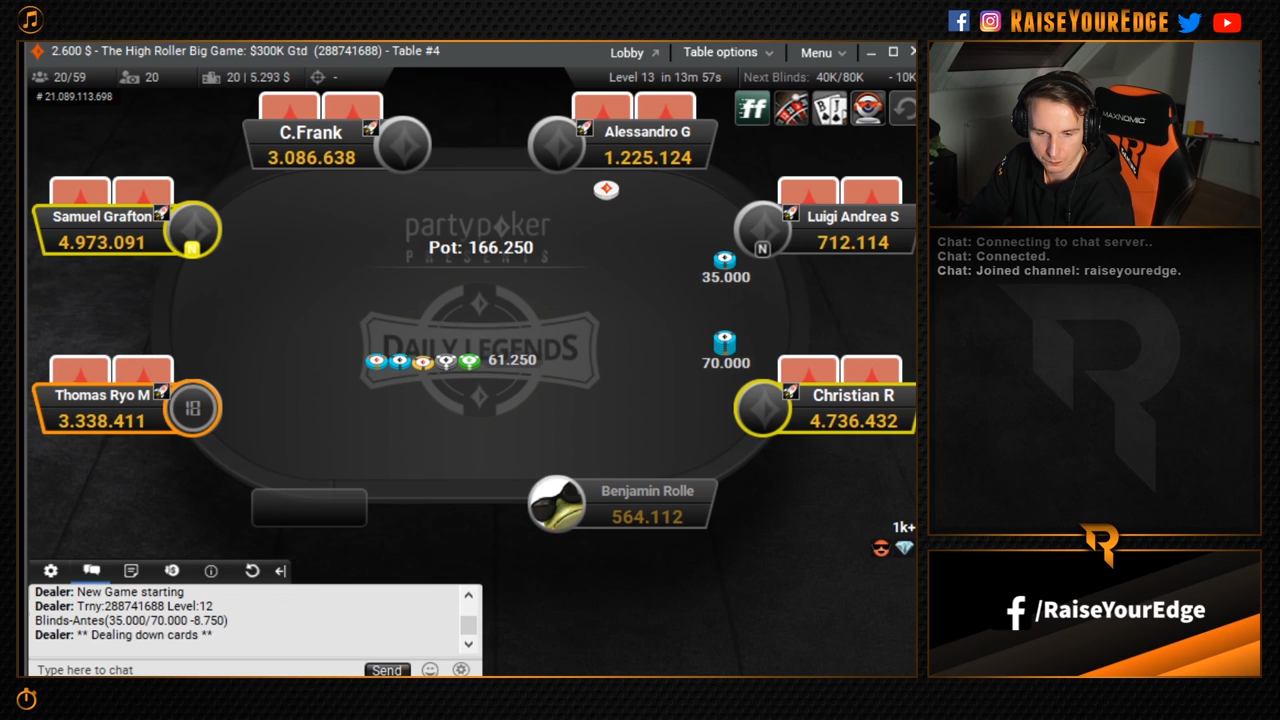 RAISEYOUREDGE
2.600 $ - The High Roller Big Game: $300K Gtd (288741688) - Table #4
Lobby
Table options
Menu
20/59
20
20 | 5.293 $
-
Level 13 in 13m 57s
Next Blinds: 40K/80K
- 10K
# 21.089.113.698
C.Frank
3.086.638
Alessandro G
1.225.124
ff
MAXNOMIC
Samuel Grafton
4.973.091
N
partypoker
PRESENTS
Pot: 166.250
Luigi Andrea S
712.114
N
35.000
Chat: Connecting to chat server..
Chat: Connected.
Chat: Joined channel: raiseyouredge.
DAILY LEGENDS
61.250
70.000
Thomas Ryo M
3.338.411
18
Christian R
4.736.432
Benjamin Rolle
564.112
1k+
Dealer: New Game starting
Dealer: Trny:288741688 Level:12
Blinds-Antes(35.000/70.000 -8.750)
Dealer: ** Dealing down cards **
Type here to chat
Send
/RAISEYOUREDGE